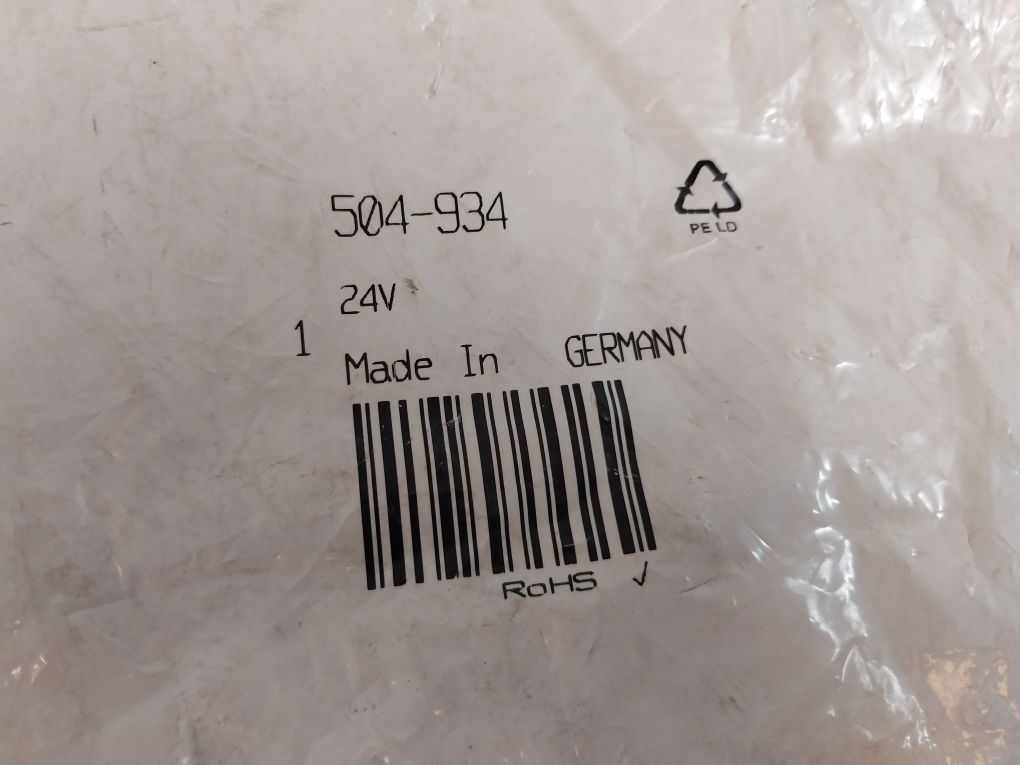 504-934
PE LD
24V
1
Made In GERMANY
RoHS ✓